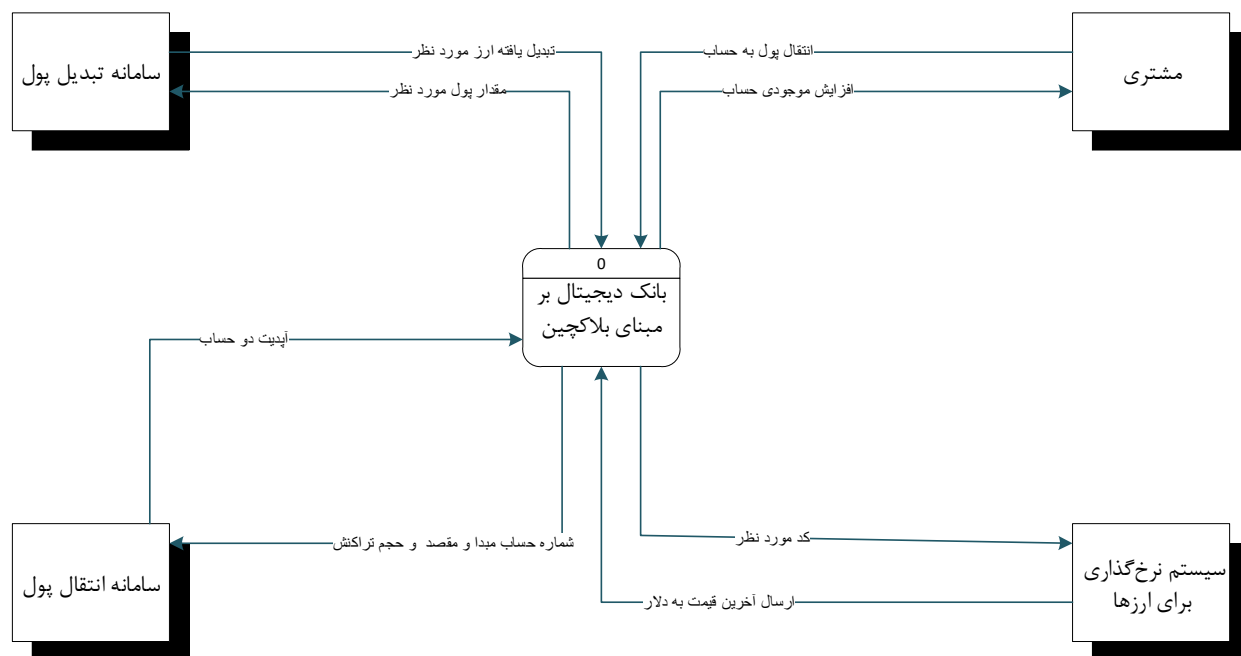 مشتری
انتقال پول به حساب
افزایش موجودی حساب
سامانه تبدیل پول
تبدیل یافته ارز مورد نظر
مقدار پول مورد نظر
0
بانک دیجیتال بر
مبنای بلاکچین
آپدیت دو حساب
شماره حساب مبدا و مقصد و حجم تراکنش
سامانه انتقال پول
کد مورد نظر
ارسال آخرین قیمت به دلار
سیستم نرخ‌گذاری
برای ارزها